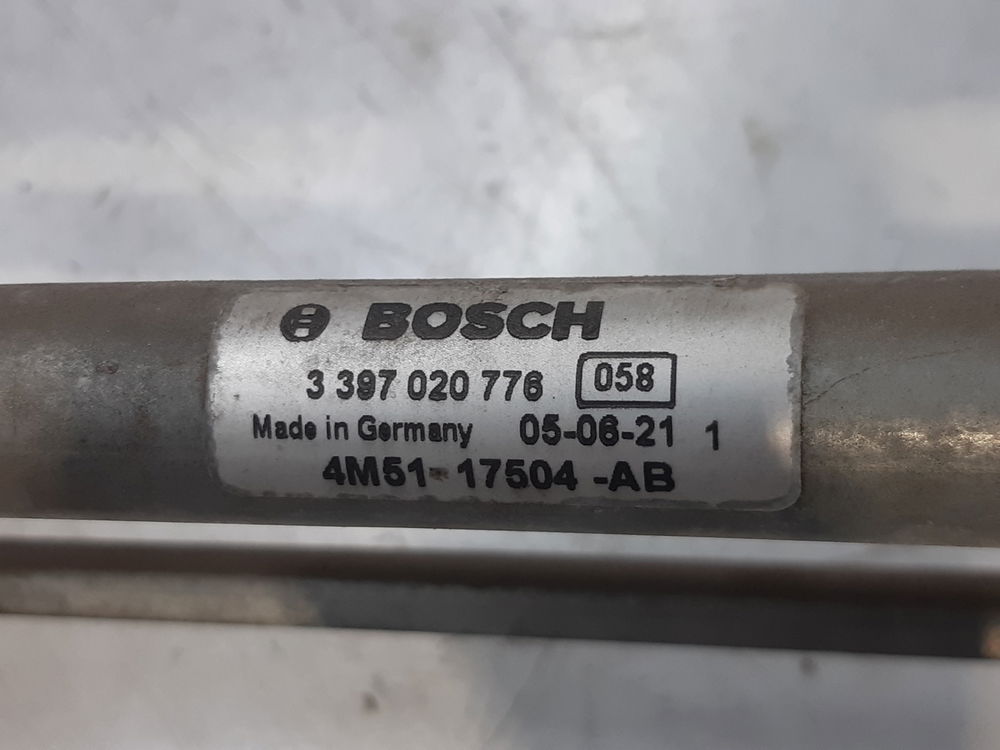 BOSCH
3 397 020 776 058
Made in Germany 05-06-21 1
4M51-17504-AB